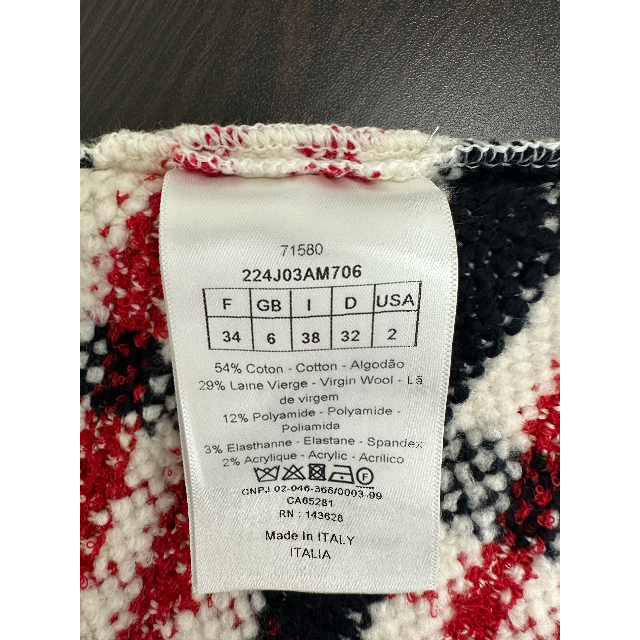 71580
224J03AM706
F GB I D USA
34 6 38 32 2
54% Coton - Cotton - Algodão
29% Laine Vierge - Virgin Wool - Lã
de virgem
12% Polyamide - Polyamide -
Poliamida
3% Elasthanne - Elastane - Spandex
2% Acrylique - Acrylic - Acrílico
CNPJ 02-046-366/0003-99
CA05281
RN : 143628
Made In ITALY
ITALIA